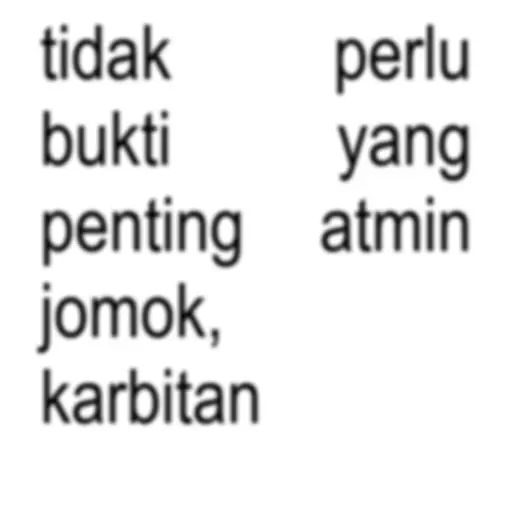 tidak perlu
bukti yang
penting atmin
jomok,
karbitan